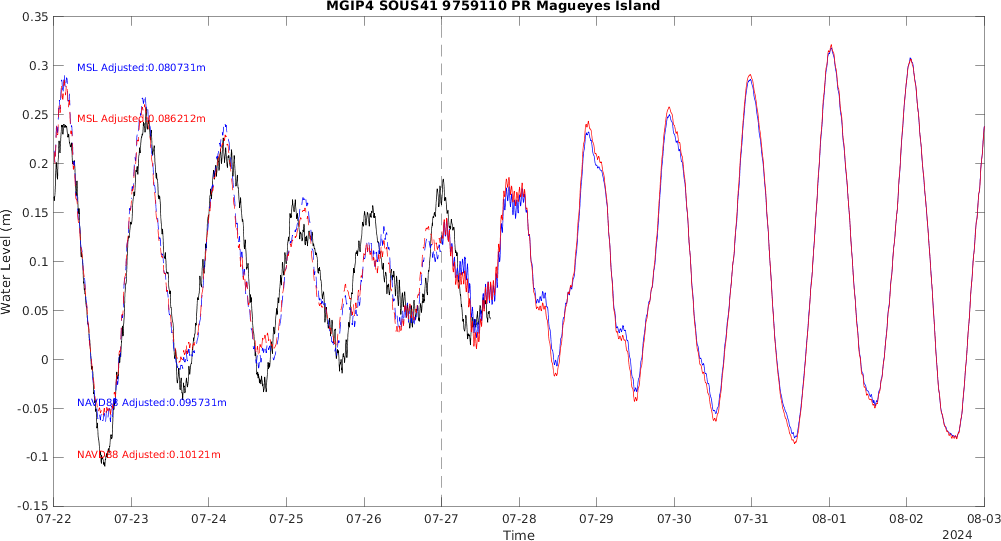 MGIP4 SOUS41 9759110 PR Magueyes Island
0.35
0.3
0.25
0.2
0.15
0.1
0.05
0
-0.05
-0.1
-0.15
Water Level (m)
MSL Adjusted:0.080731m
MSL Adjusted:0.086212m
NAVD88 Adjusted:0.095731m
NAVD88 Adjusted:0.10121m
07-22 07-23 07-24 07-25 07-26 07-27 07-28 07-29 07-30 07-31 08-01 08-02 08-03
Time
2024